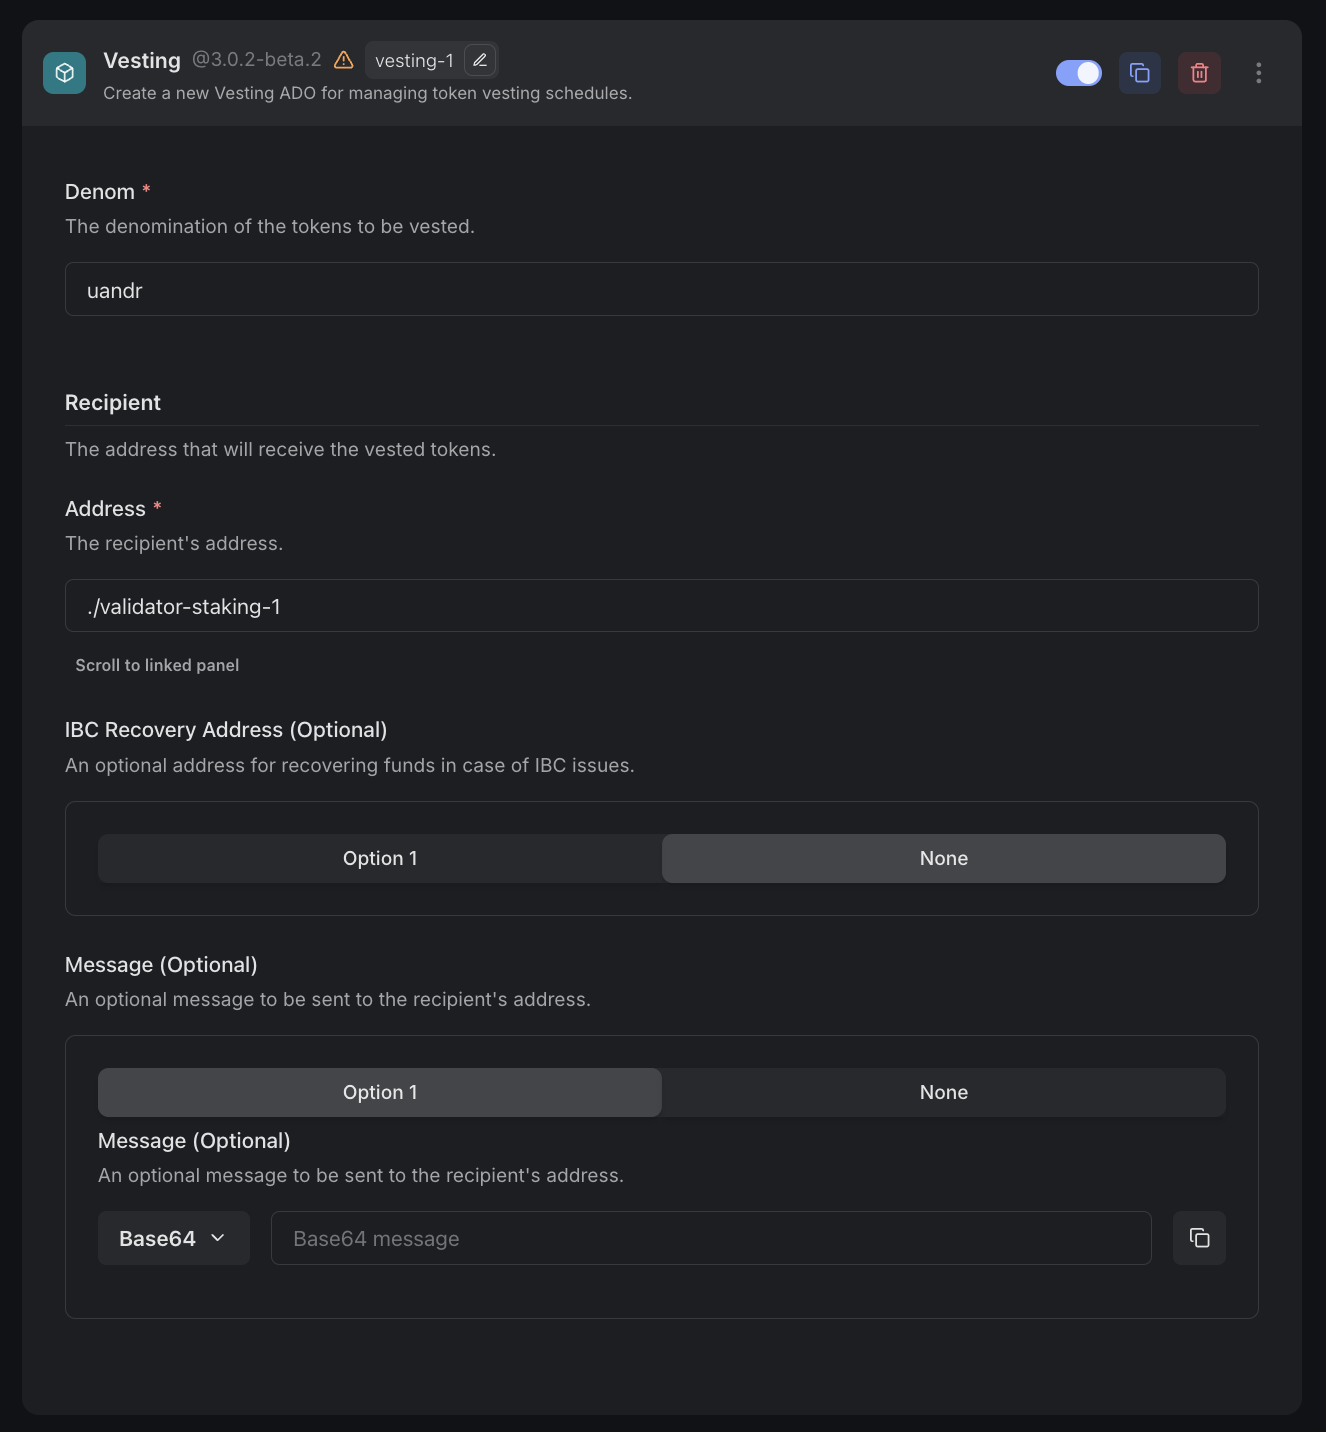 Vesting @3.0.2-beta.2 vesting-1
Create a new Vesting ADO for managing token vesting schedules.
Denom *
The denomination of the tokens to be vested.
uandr
Recipient
The address that will receive the vested tokens.
Address *
The recipient's address.
./validator-staking-1
Scroll to linked panel
IBC Recovery Address (Optional)
An optional address for recovering funds in case of IBC issues.
Option 1 None
Message (Optional)
An optional message to be sent to the recipient's address.
Option 1 None
Message (Optional)
An optional message to be sent to the recipient's address.
Base64 Base64 message